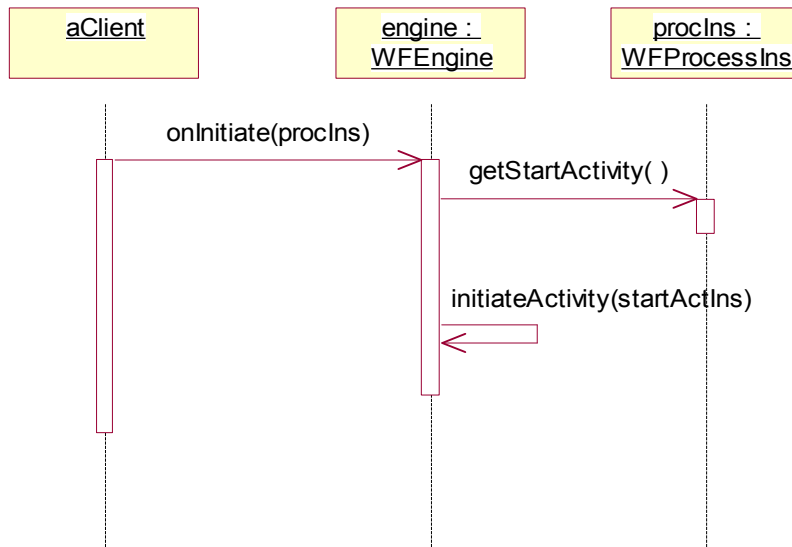 aClient
engine :
WFEngine
procIns :
WFProcessIns
onInitiate(procIns)
getStartActivity( )
initiateActivity(startActIns)